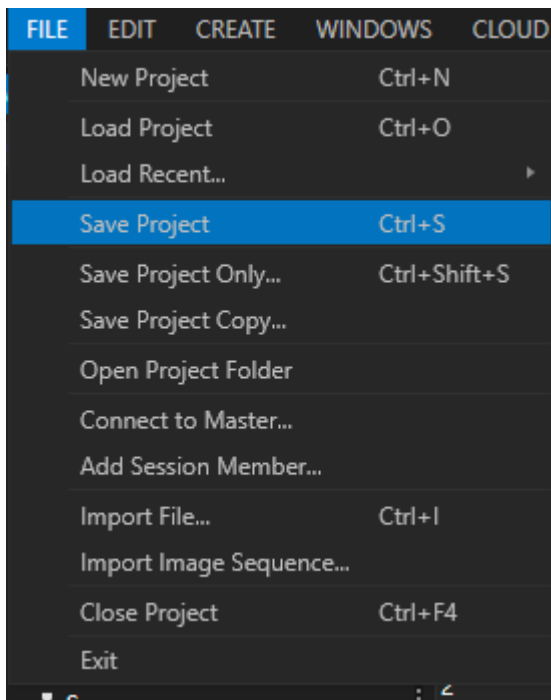 FILE EDIT CREATE WINDOWS CLOUD
New Project Ctrl+N
Load Project Ctrl+O
Load Recent...
Save Project Ctrl+S
Save Project Only... Ctrl+Shift+S
Save Project Copy...
Open Project Folder
Connect to Master...
Add Session Member...
Import File... Ctrl+I
Import Image Sequence...
Close Project Ctrl+F4
Exit